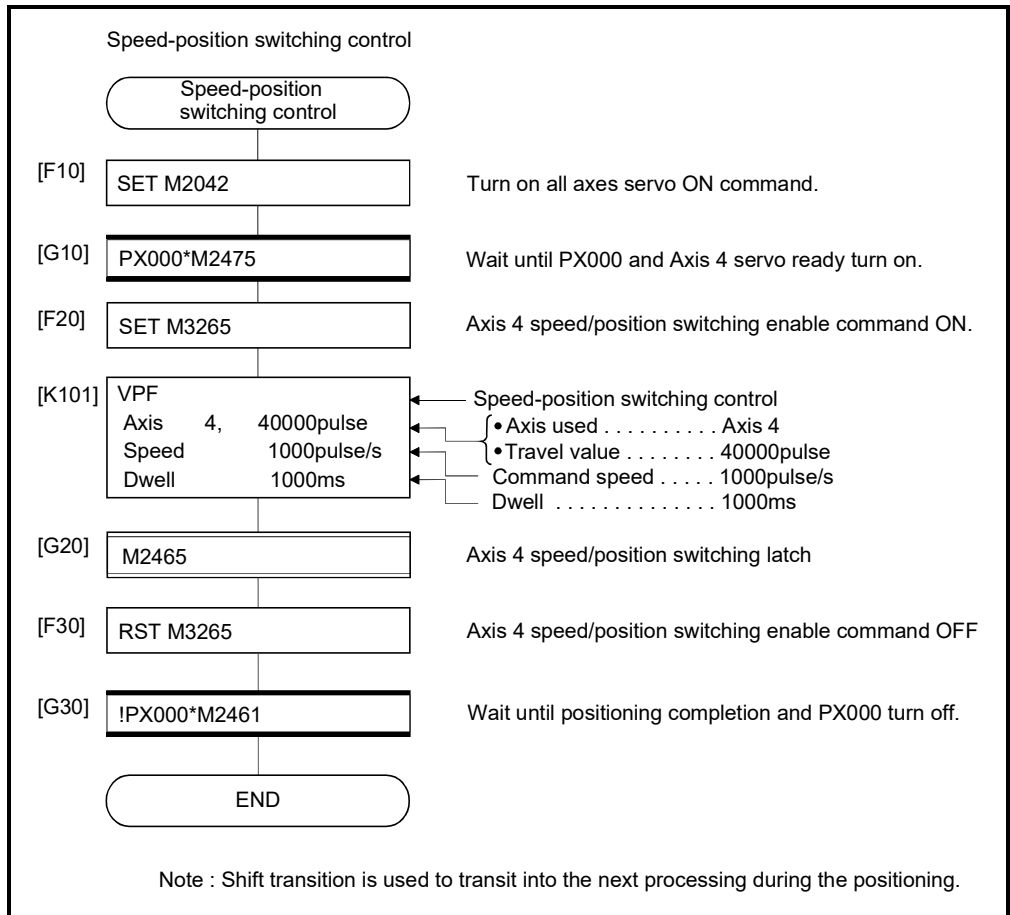 Speed-position switching control
Speed-position
switching control
[F10] SET M2042 Turn on all axes servo ON command.
[G10] PX000*M2475 Wait until PX000 and Axis 4 servo ready turn on.
[F20] SET M3265 Axis 4 speed/position switching enable command ON.
[K101] VPF Speed-position switching control
Axis 4, 40000pulse •Axis used . . . . . . . . . . Axis 4
•Travel value . . . . . . . . 40000pulse
Speed 1000pulse/s Command speed . . . . . 1000pulse/s
Dwell 1000ms Dwell . . . . . . . . . . . . . . 1000ms
[G20] M2465 Axis 4 speed/position switching latch
[F30] RST M3265 Axis 4 speed/position switching enable command OFF
[G30] !PX000*M2461 Wait until positioning completion and PX000 turn off.
END
Note : Shift transition is used to transit into the next processing during the positioning.